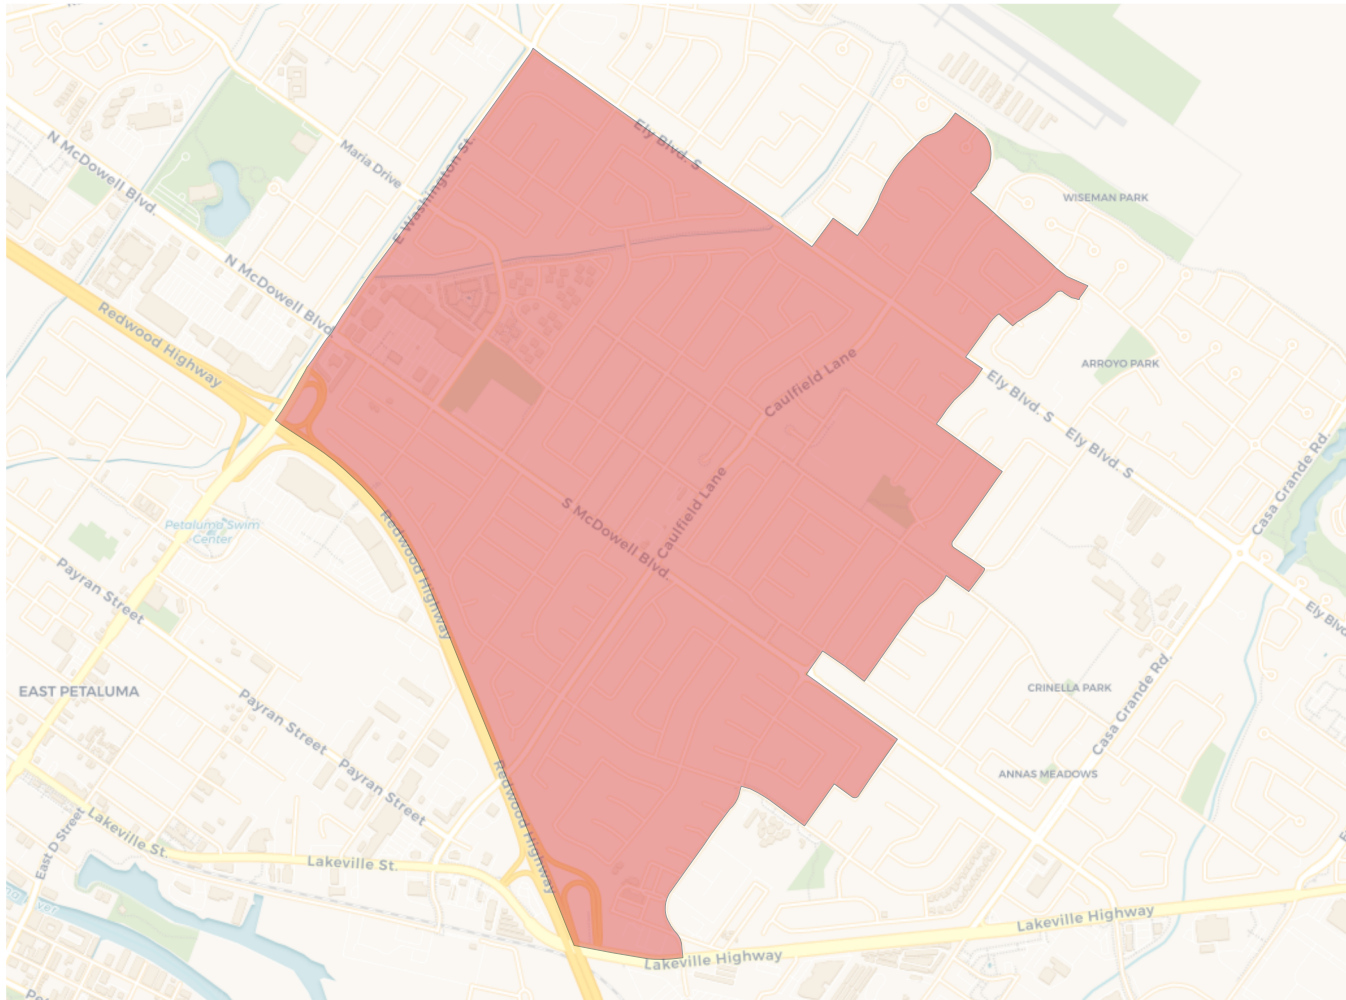 Maria Drive
Ely Blvd. S
E Washington St.
N McDowell Blvd.
WISEMAN PARK
N McDowell Blvd.
Redwood Highway
Caulfield Lane
ARROYO PARK
Ely Blvd. S
Ely Blvd. S
Casa Grande Rd.
Caulfield Lane
S McDowell Blvd.
Petaluma Swim
Center
Redwood Highway
Payran Street
Ely Blvd
EAST PETALUMA
CRINELLA PARK
Casa Grande Rd.
Payran Street
Payran Street
Redwood Highway
ANNAS MEADOWS
Lakeville St.
East D Street
Lakeville St.
Lakeville Highway
Lakeville Highway